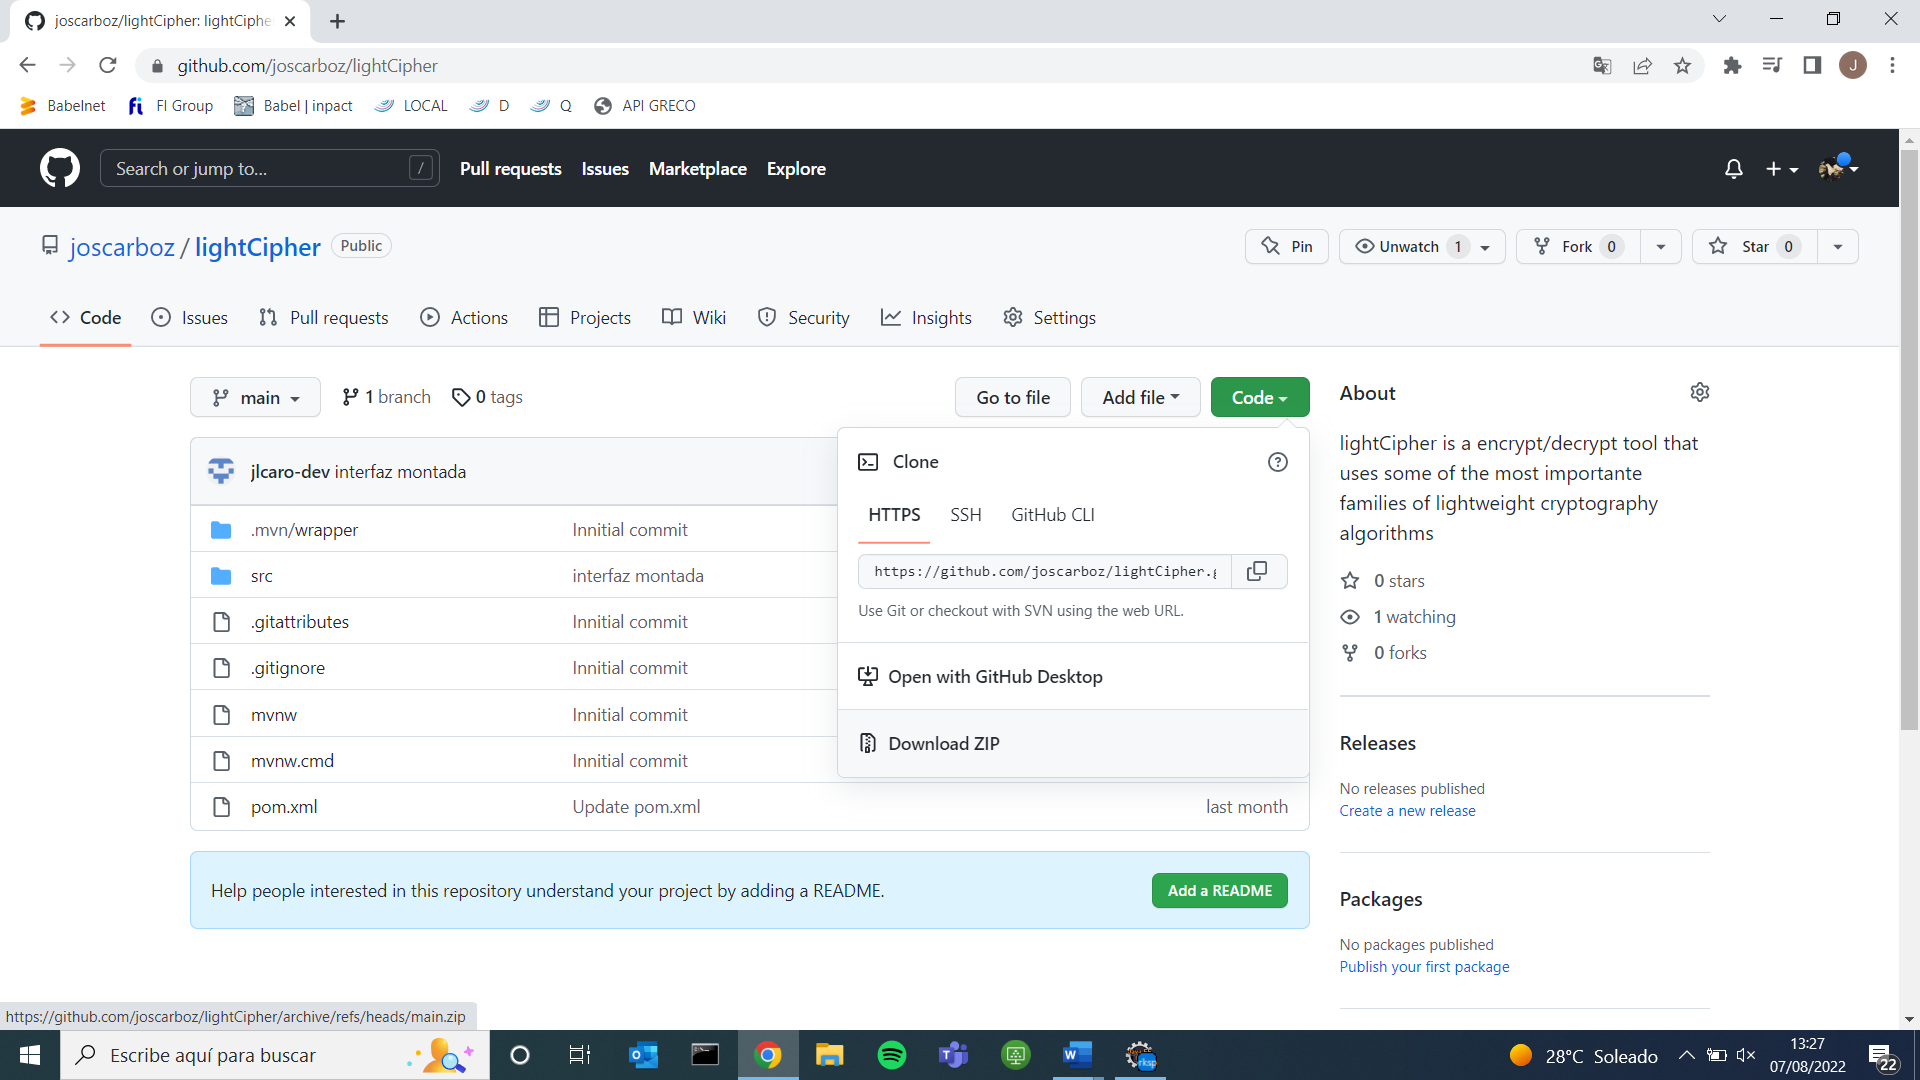 joscarboz/lightCipher: lightCiphe
github.com/joscarboz/lightCipher
J
Babelnet
FI Group
Babel | inpact
LOCAL
D
Q
API GRECO
Search or jump to...
/
Pull requests
Issues
Marketplace
Explore
joscarboz / lightCipher
Public
Pin
Unwatch 1
Fork 0
Star 0
Code
Issues
Pull requests
Actions
Projects
Wiki
Security
Insights
Settings
main
1 branch
0 tags
Go to file
Add file
Code
jlcaro-dev interfaz montada
.mvn/wrapper
Innitial commit
src
interfaz montada
.gitattributes
Innitial commit
.gitignore
Innitial commit
mvnw
Innitial commit
mvnw.cmd
Innitial commit
pom.xml
Update pom.xml
last month
Clone
HTTPS
SSH
GitHub CLI
https://github.com/joscarboz/lightCipher.g
Use Git or checkout with SVN using the web URL.
Open with GitHub Desktop
Download ZIP
Help people interested in this repository understand your project by adding a README.
Add a README
About
lightCipher is a encrypt/decrypt tool that
uses some of the most importante
families of lightweight cryptography
algorithms
0 stars
1 watching
0 forks
Releases
No releases published
Create a new release
Packages
No packages published
Publish your first package
https://github.com/joscarboz/lightCipher/archive/refs/heads/main.zip
Escribe aquí para buscar
rksp
28°C Soleado
13:27
07/08/2022
22